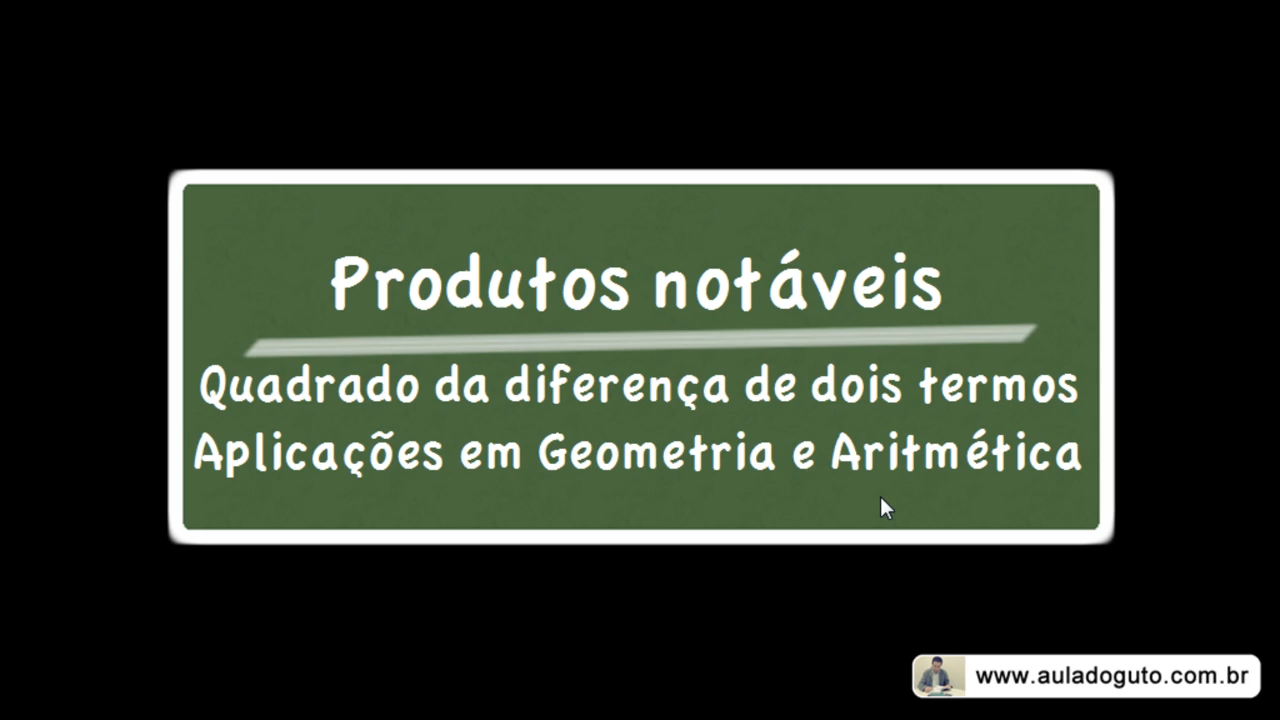 Produtos notáveis
Quadrado da diferença de dois termos
Aplicações em Geometria e Aritmética
www.auladoguto.com.br